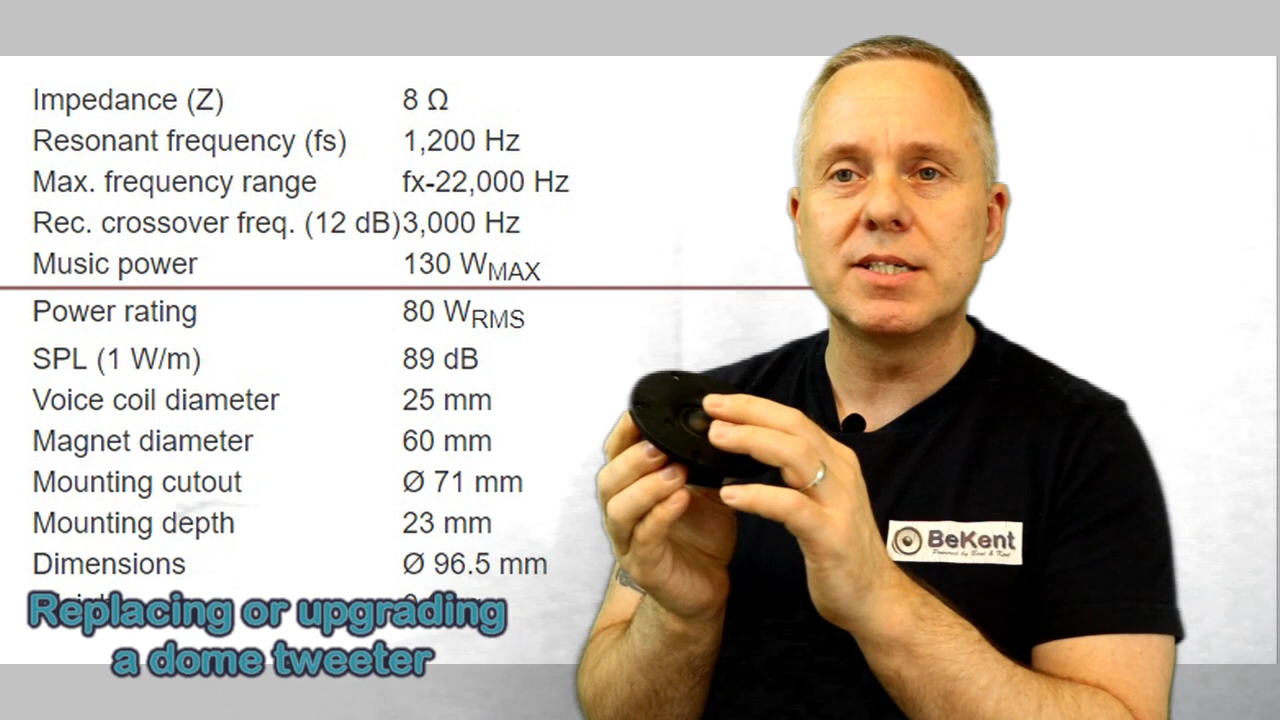 Impedance (Z) 8 Ω
Resonant frequency (fs) 1,200 Hz
Max. frequency range fx-22,000 Hz
Rec. crossover freq. (12 dB) 3,000 Hz
Music power 130 WMAX
Power rating 80 WRMS
SPL (1 W/m) 89 dB
Voice coil diameter 25 mm
Magnet diameter 60 mm
Mounting cutout Ø 71 mm
Mounting depth 23 mm
Dimensions Ø 96.5 mm
Replacing or upgrading
a dome tweeter
BeKent
Powered by